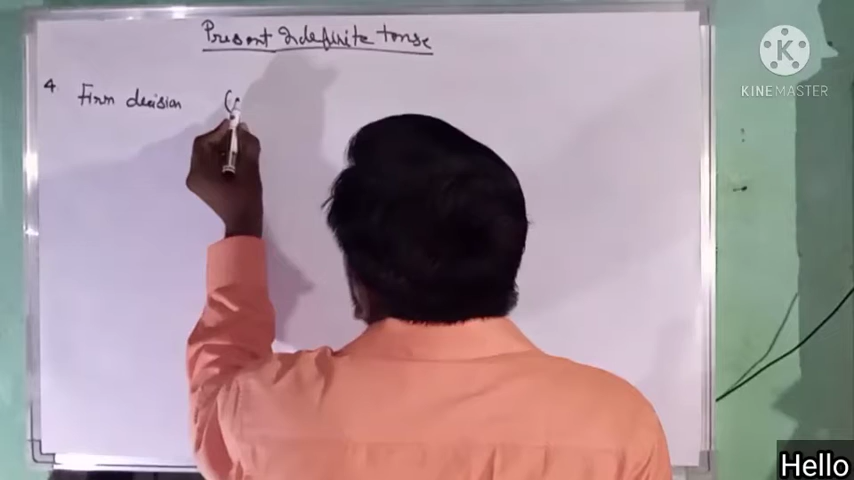 Present Indefinite tense
4. Firm decision (
K
KINEMASTER
Hello